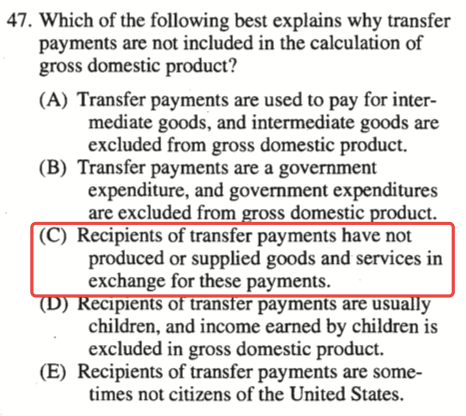 47. Which of the following best explains why transfer
payments are not included in the calculation of
gross domestic product?
(A) Transfer payments are used to pay for inter-
mediate goods, and intermediate goods are
excluded from gross domestic product.
(B) Transfer payments are a government
expenditure, and government expenditures
are excluded from gross domestic product.
(C) Recipients of transfer payments have not
produced or supplied goods and services in
exchange for these payments.
(D) Recipients of transfer payments are usually
children, and income earned by children is
excluded in gross domestic product.
(E) Recipients of transfer payments are some-
times not citizens of the United States.